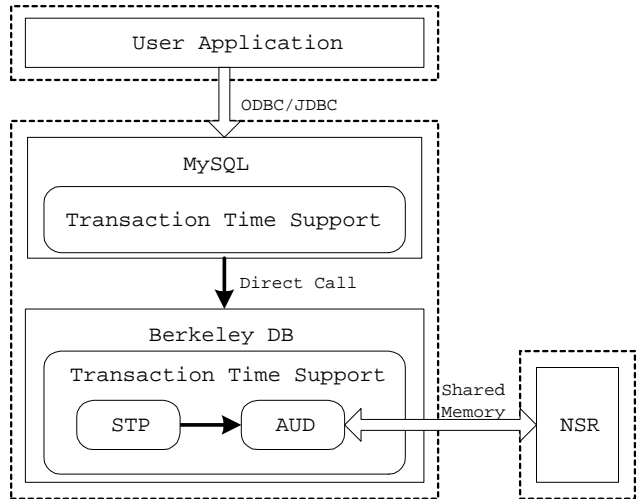 User Application
ODBC/JDBC
MySQL
Transaction Time Support
Direct Call
Berkeley DB
Transaction Time Support
STP
AUD
Shared
Memory
NSR